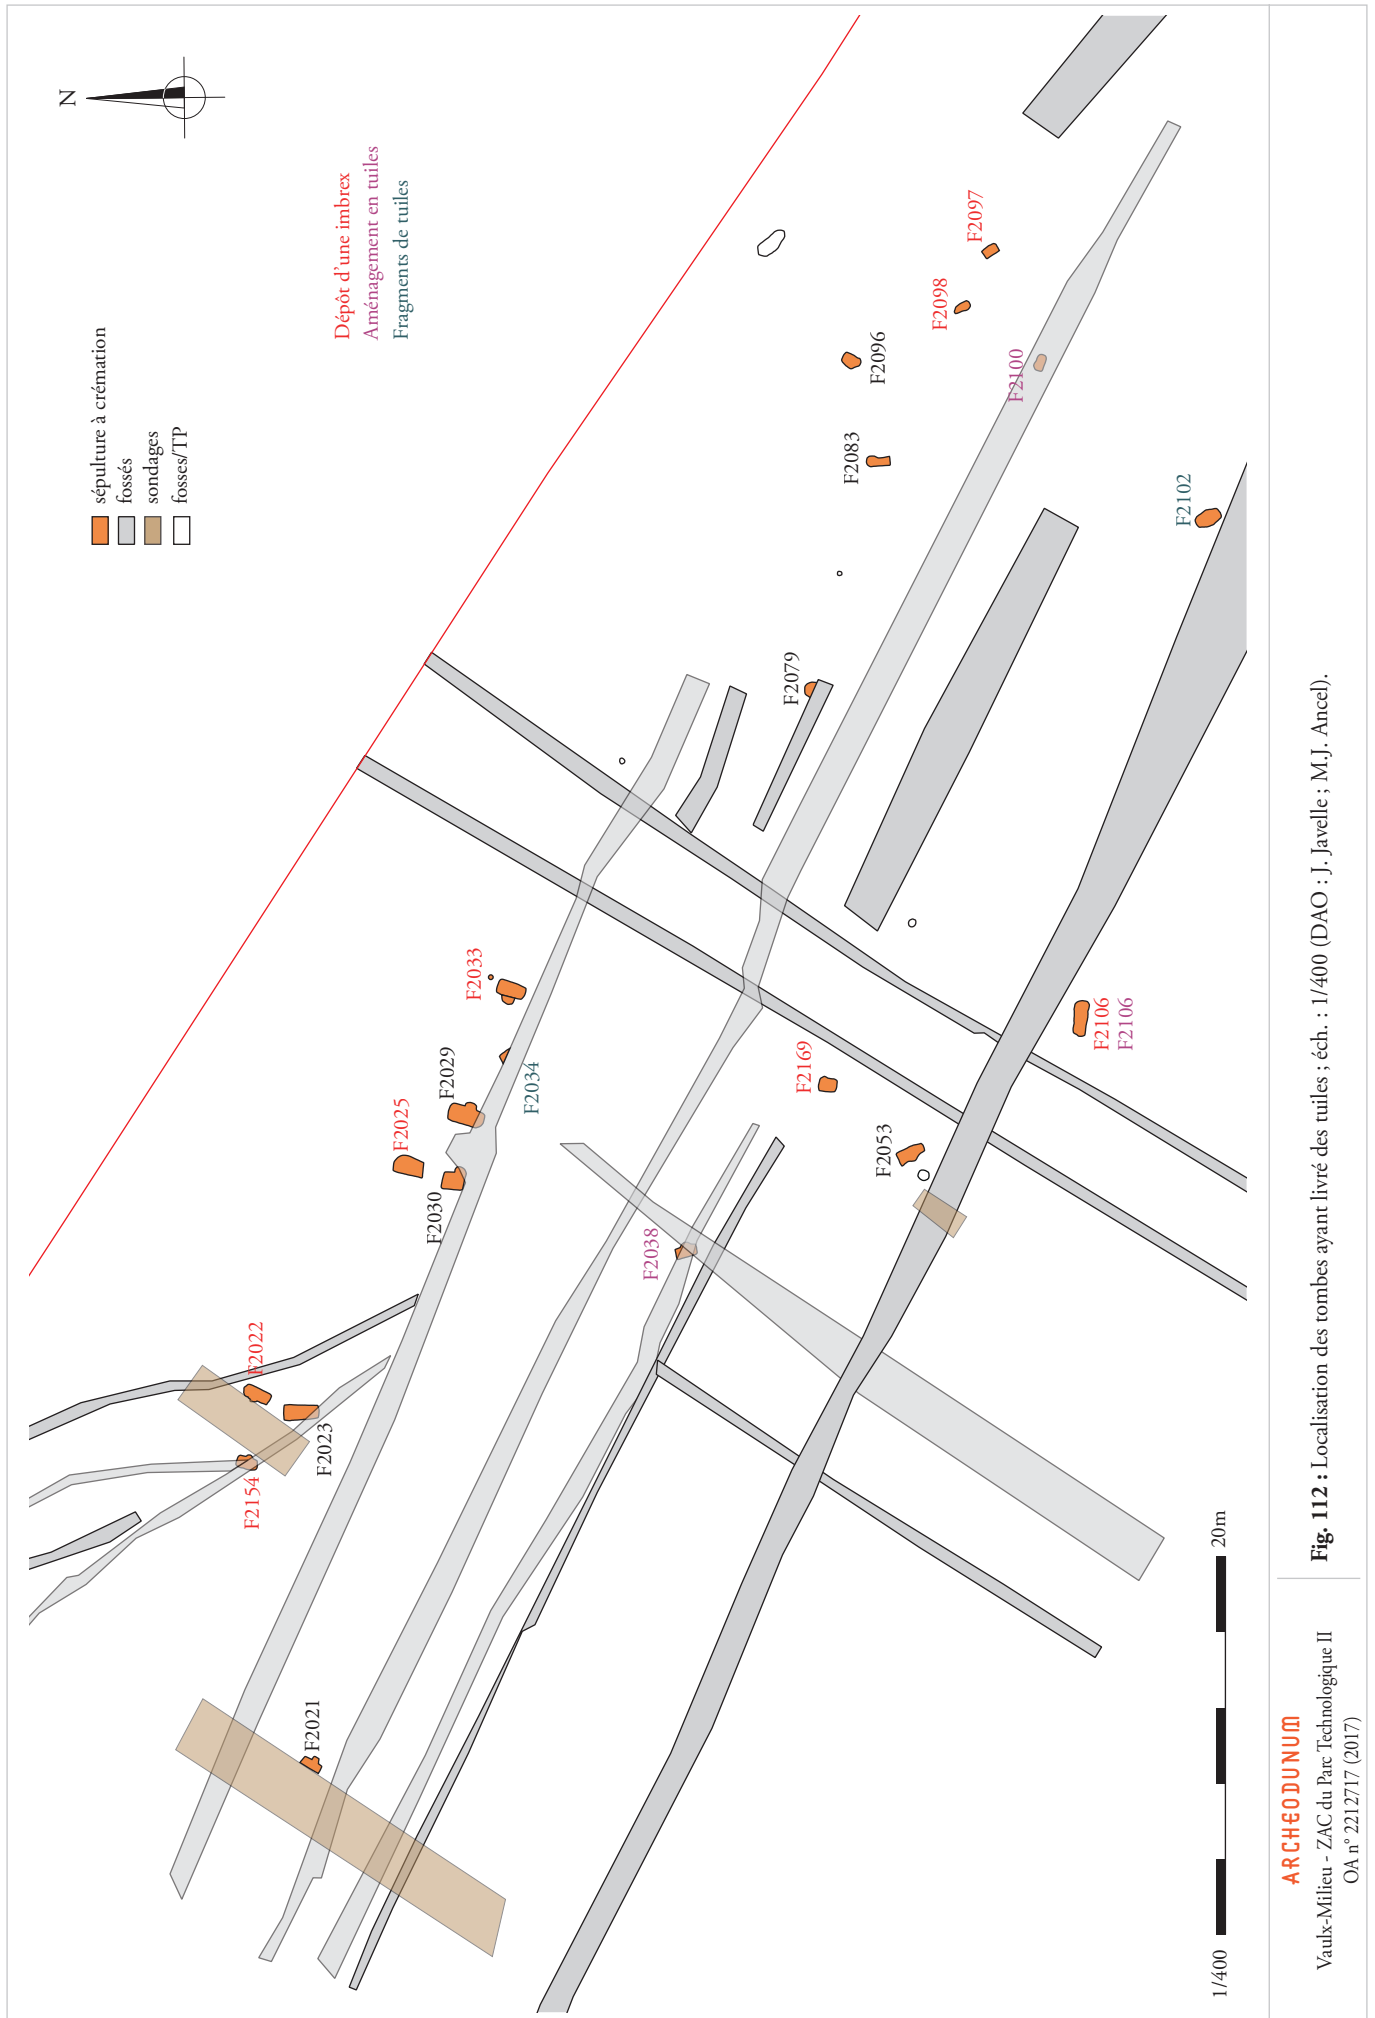 N
sépulture à crémation
fossés
sondages
fosses/TP
Dépôt d'une imbrex
Aménagement en tuiles
Fragments de tuiles
F2021
F2154
F2023
F2022
F2030
F2025
F2029
F2034
F2033
F2038
F2053
F2169
F2106
F2106
F2079
F2083
F2096
F2098
F2097
F2100
F2102
1/400
20m
ARCHEODUNUM
Vaulx-Milieu - ZAC du Parc Technologique II
OA n° 2212717 (2017)
Fig. 112 : Localisation des tombes ayant livré des tuiles ; éch. : 1/400 (DAO : J. Javelle ; M.J. Ancel).